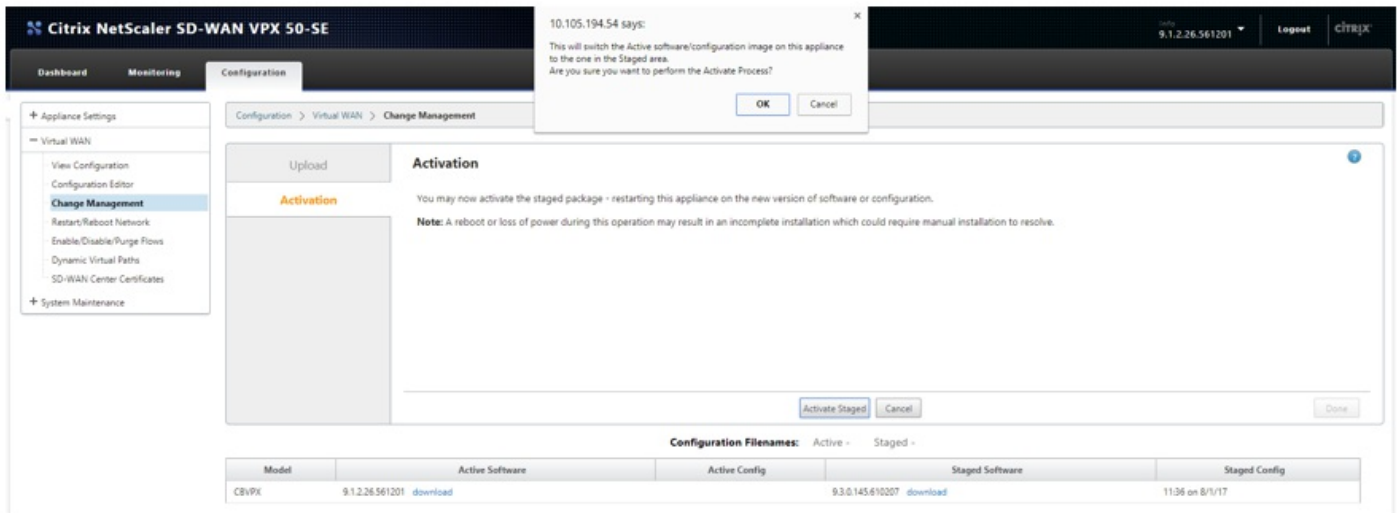 Citrix NetScaler SD-WAN VPX 50-SE
10.105.194.54 says:
This will switch the Active software/configuration image on this appliance
to the one in the Staged area.
Are you sure you want to perform the Activate Process?
OK Cancel
Config
9.1.2.26.561201
Logout
CİTRIX
Dashboard Monitoring Configuration
+ Appliance Settings
− Virtual WAN
View Configuration
Configuration Editor
Change Management
Restart/Reboot Network
Enable/Disable/Purge Flows
Dynamic Virtual Paths
SD-WAN Center Certificates
+ System Maintenance
Configuration > Virtual WAN > Change Management
Upload
Activation
Activation
?
You may now activate the staged package - restarting this appliance on the new version of software or configuration.
Note: A reboot or loss of power during this operation may result in an incomplete installation which could require manual installation to resolve.
Activate Staged Cancel Done
Configuration Filenames: Active - Staged -
Model Active Software Active Config Staged Software Staged Config
CBVPX 9.1.2.26.561201 download 9.3.0.145.610207 download 11:36 on 8/1/17